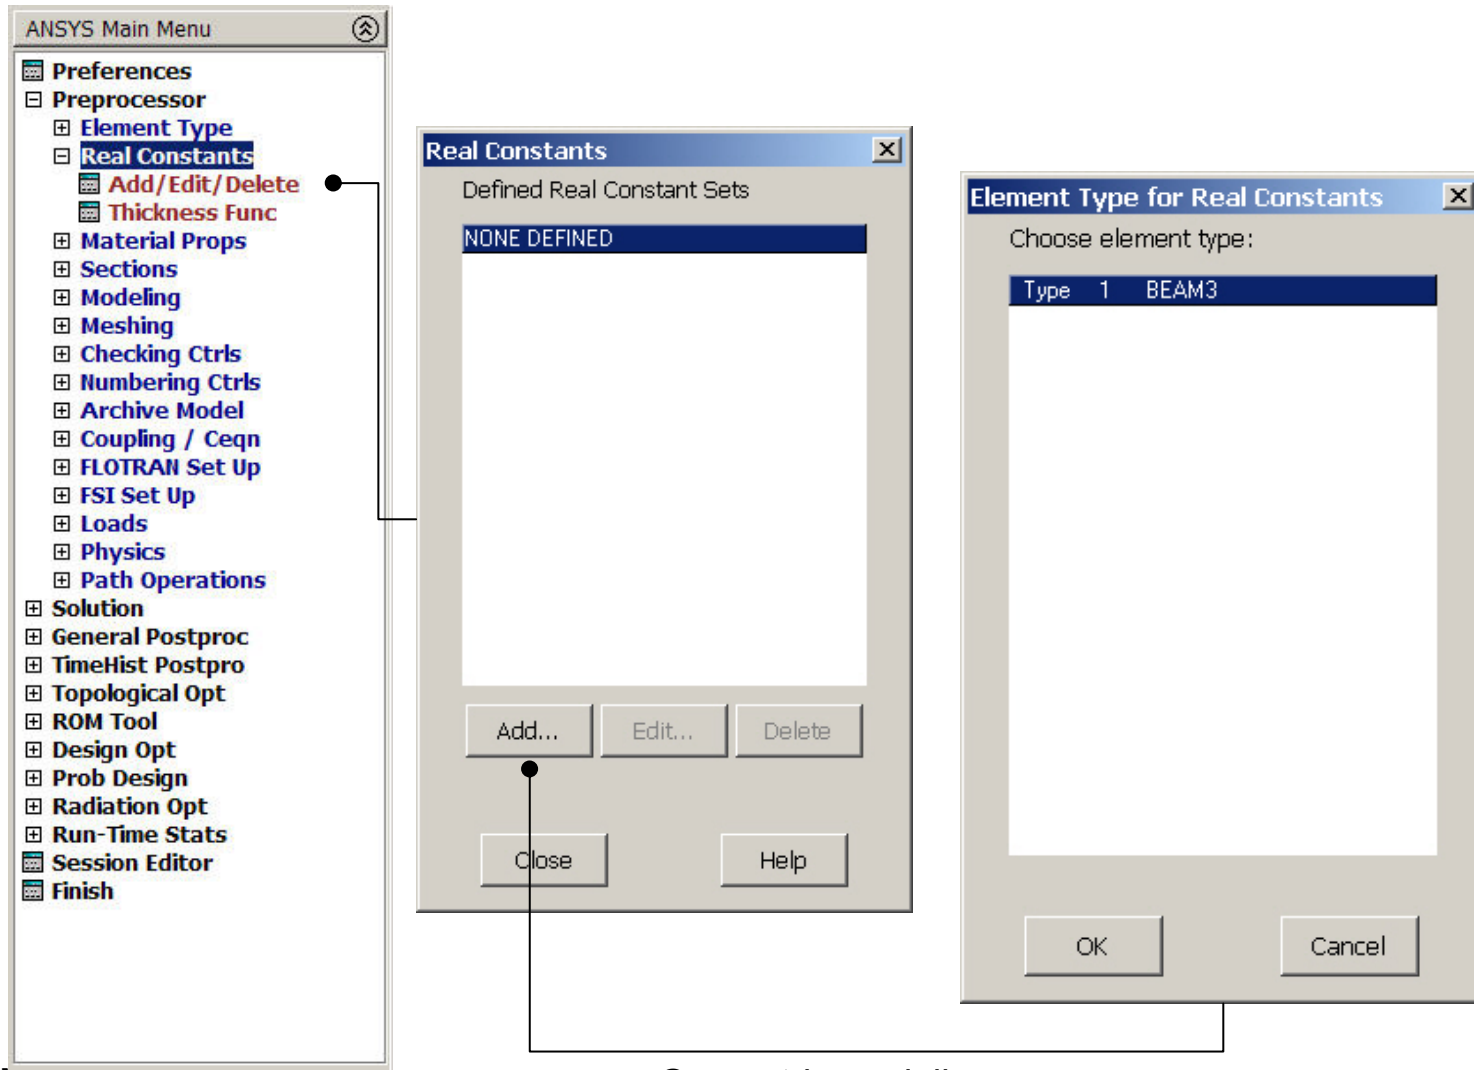 ANSYS Main Menu
Preferences
Preprocessor
Element Type
Real Constants
Add/Edit/Delete
Thickness Func
Material Props
Sections
Modeling
Meshing
Checking Ctrls
Numbering Ctrls
Archive Model
Coupling / Ceqn
FLOTRAN Set Up
FSI Set Up
Loads
Physics
Path Operations
Solution
General Postproc
TimeHist Postpro
Topological Opt
ROM Tool
Design Opt
Prob Design
Radiation Opt
Run-Time Stats
Session Editor
Finish
Real Constants
Defined Real Constant Sets
NONE DEFINED
Add...
Edit...
Delete
Close
Help
Element Type for Real Constants
Choose element type:
Type 1 BEAM3
OK
Cancel